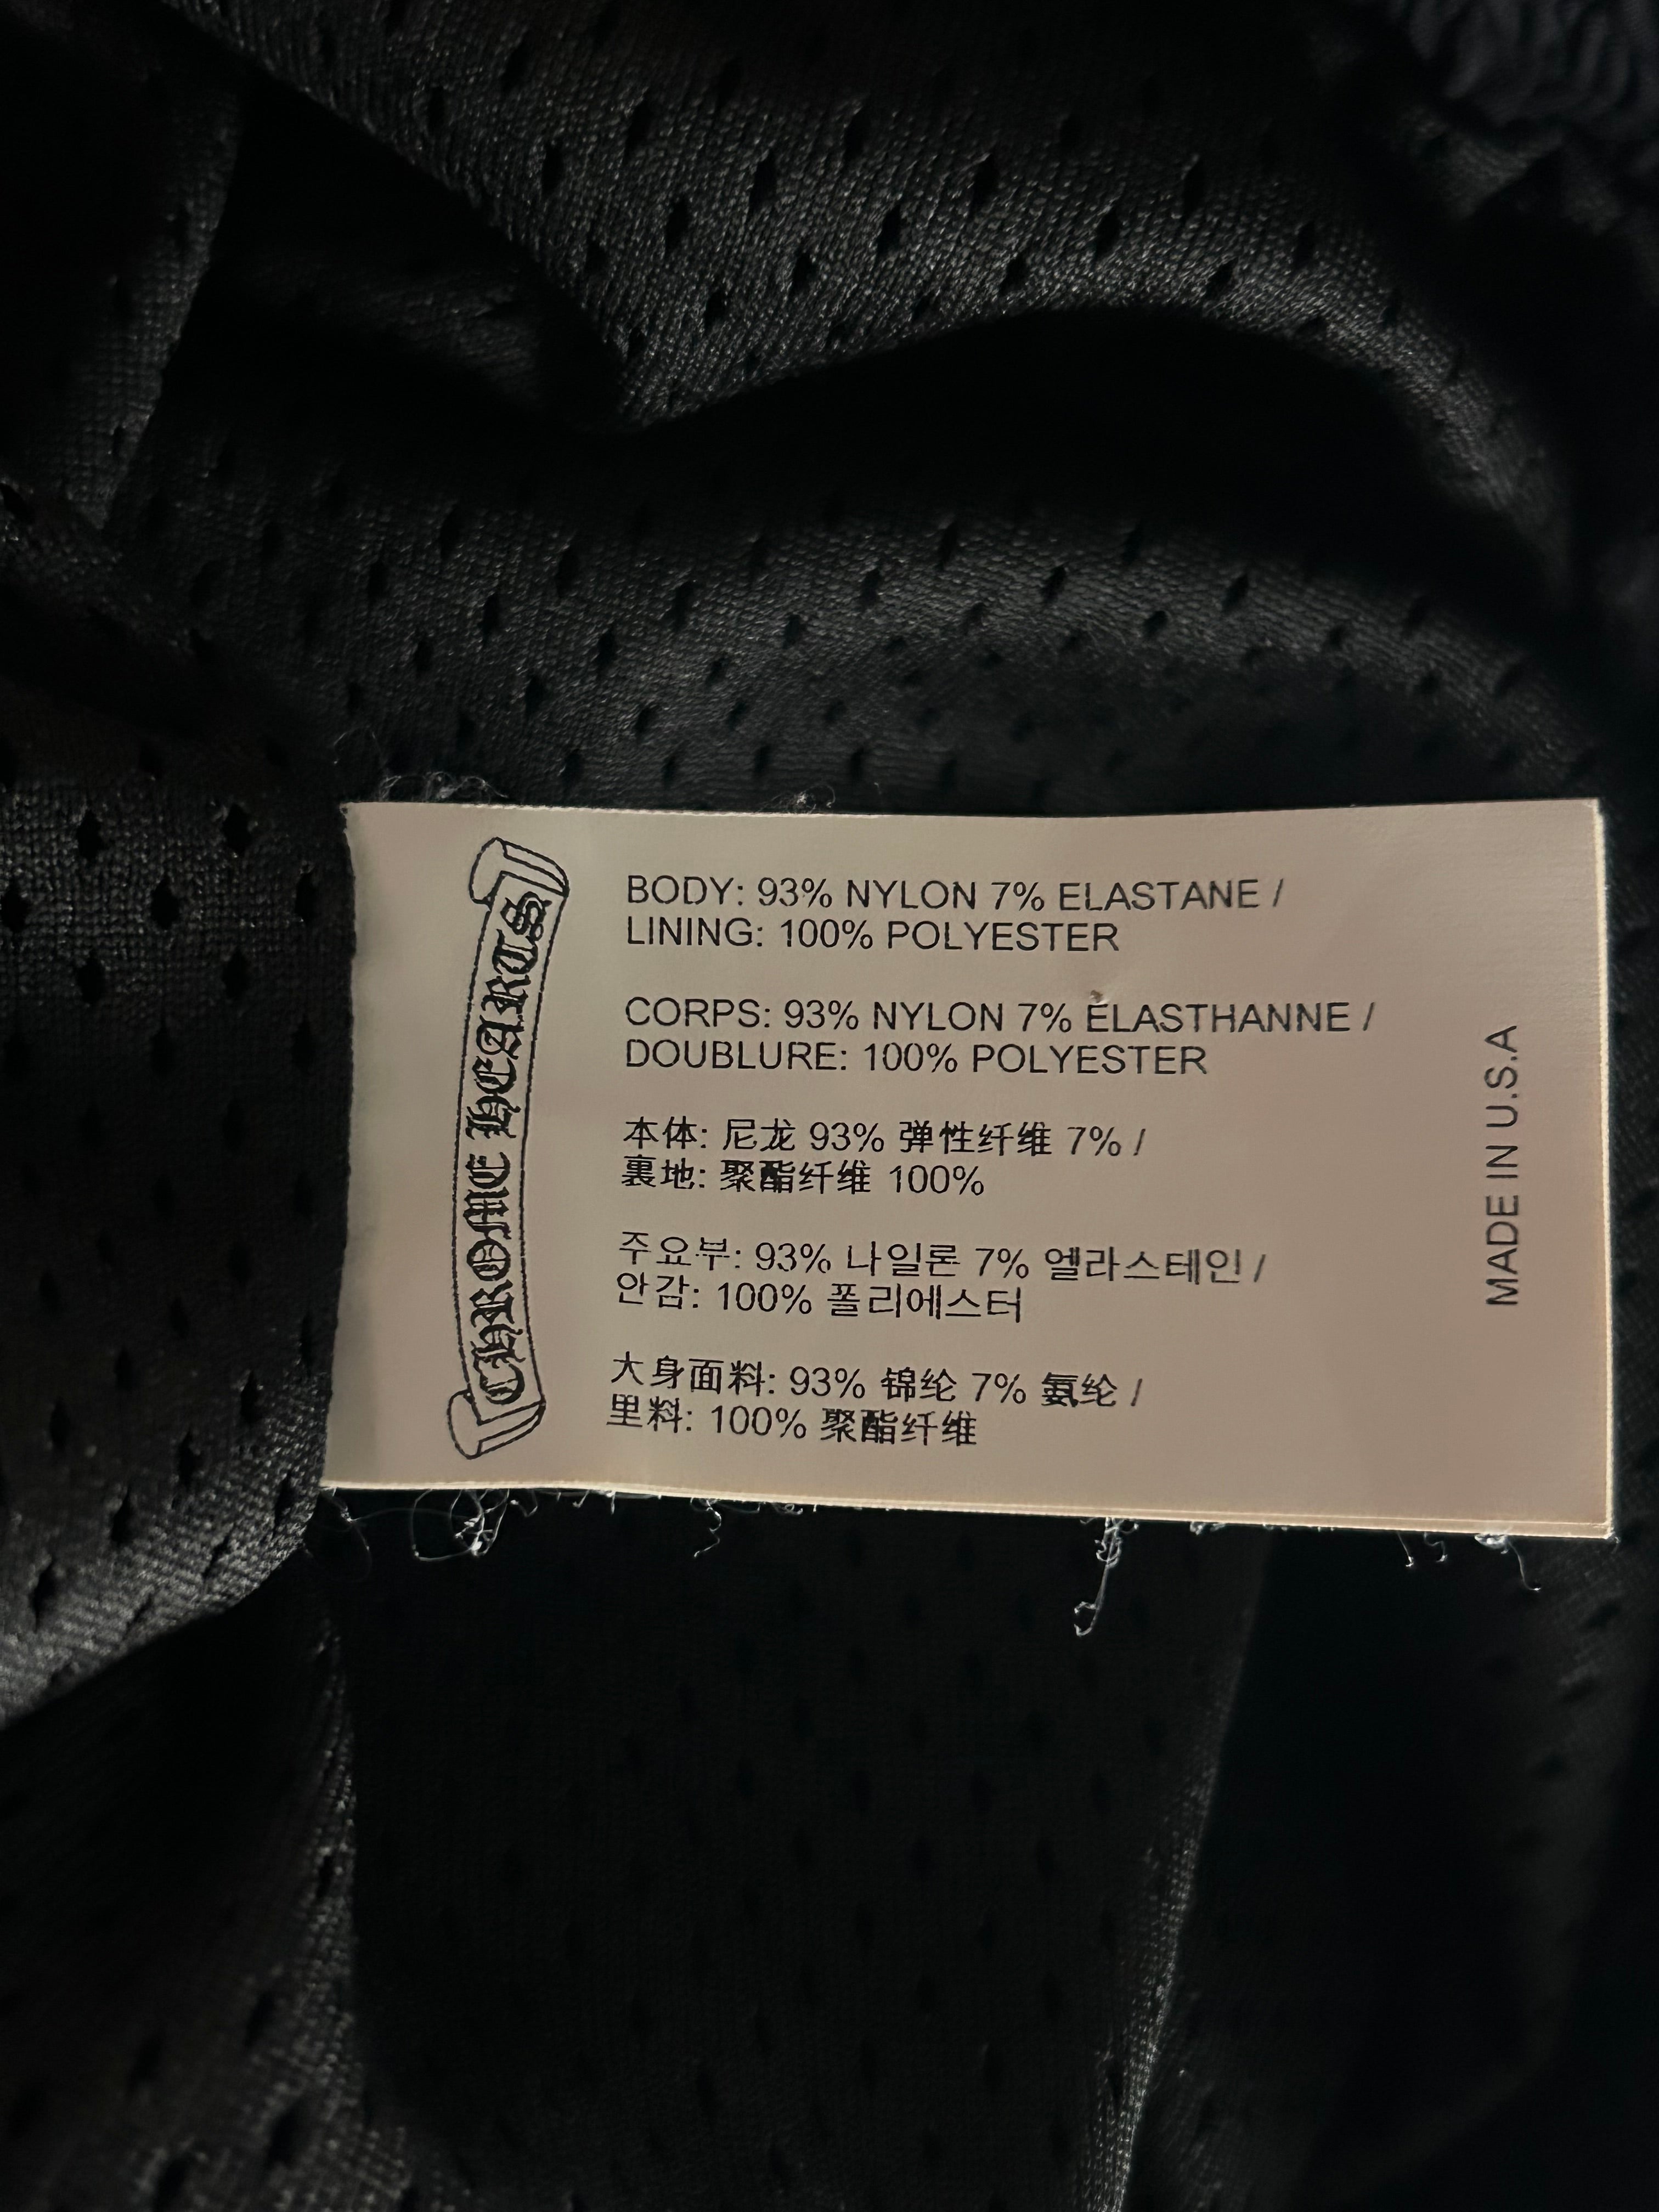 CHROME HEARTS
BODY: 93% NYLON 7% ELASTANE /
LINING: 100% POLYESTER
CORPS: 93% NYLON 7% ÉLASTHANNE /
DOUBLURE: 100% POLYESTER
本体: 尼龙 93% 弹性纤维 7% /
裏地: 聚酯纤维 100%
주요부: 93% 나일론 7% 엘라스테인 /
안감: 100% 폴리에스터
大身面料: 93% 锦纶 7% 氨纶 /
里料: 100% 聚酯纤维
MADE IN U.S.A